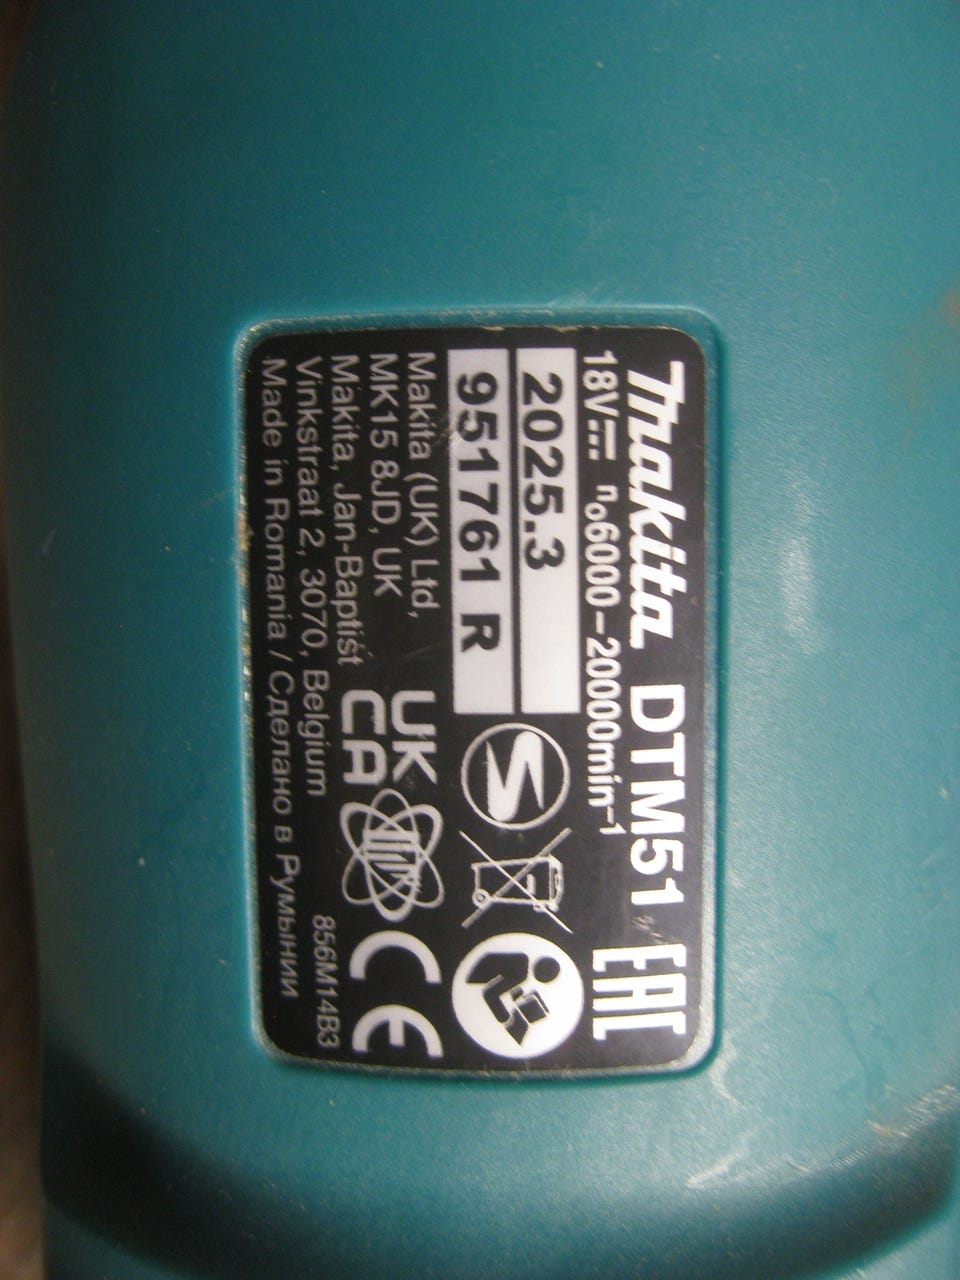 Makita DTM51 EAC
18V n₀6000-20000min⁻¹
2025.3
951761 R
Makita (UK) Ltd,
MK15 8JD, UK
Makita, Jan-Baptist
Vinkstraat 2, 3070, Belgium
UK
CA
CE
856M14B3
Made in Romania / Сделано в Румынии